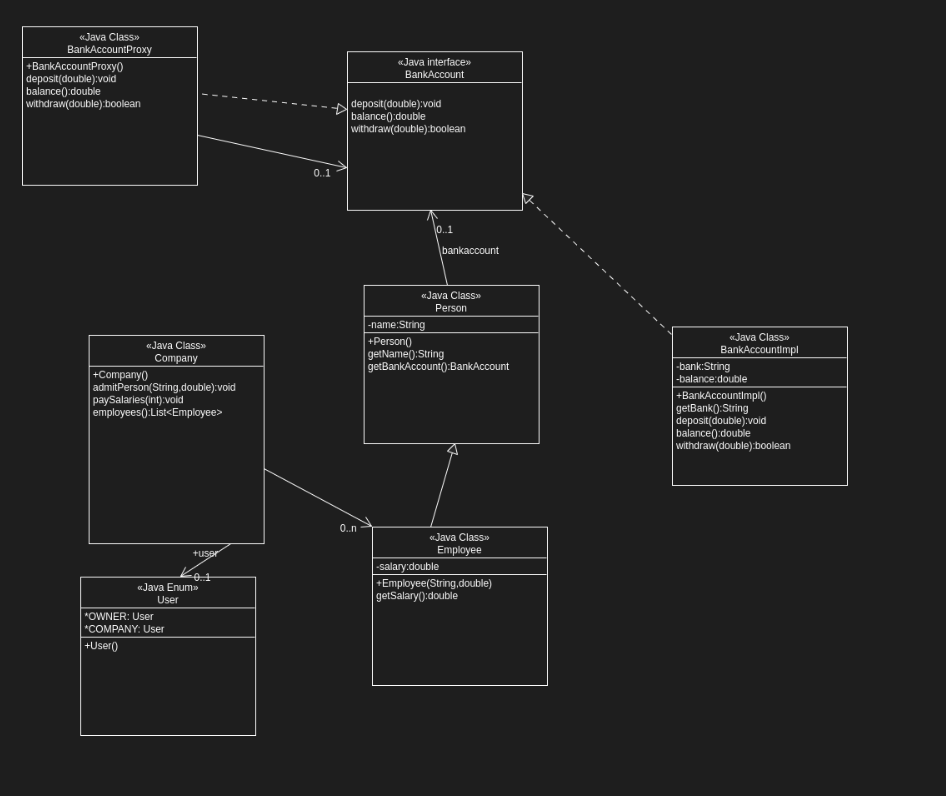 «Java Class»
BankAccountProxy
+BankAccountProxy()
deposit(double):void
balance():double
withdraw(double):boolean
«Java interface»
BankAccount
deposit(double):void
balance():double
withdraw(double):boolean
0..1
0..1
bankaccount
«Java Class»
Person
-name:String
+Person()
getName():String
getBankAccount():BankAccount
«Java Class»
BankAccountImpl
-bank:String
-balance:double
+BankAccountImpl()
getBank():String
deposit(double):void
balance():double
withdraw(double):boolean
«Java Class»
Company
+Company()
admitPerson(String,double):void
paySalaries(int):void
employees():List<Employee>
0..n
«Java Class»
Employee
-salary:double
+Employee(String,double)
getSalary():double
+user
0..1
«Java Enum»
User
*OWNER: User
*COMPANY: User
+User()